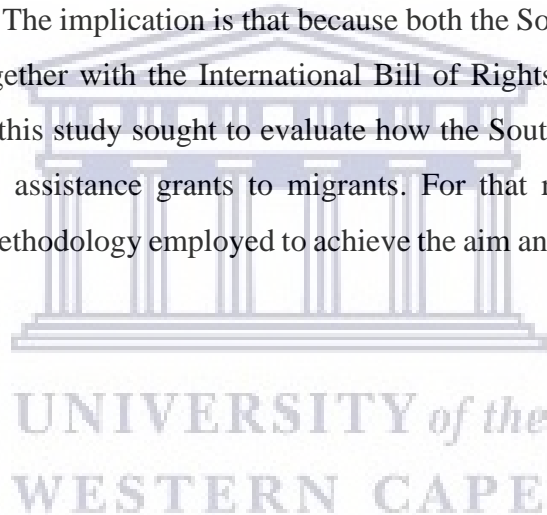 The implication is that because both the So
gether with the International Bill of Rights
this study sought to evaluate how the Sout
assistance grants to migrants. For that
ethodology employed to achieve the aim an
UNIVERSITY of the
WESTERN CAPE